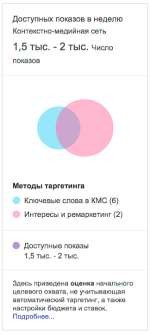 Доступных показов в неделю
Контекстно-медийная сеть
1,5 тыс. - 2 тыс. Число
показов
Методы таргетинга
Ключевые слова в КМС (6)
Интересы и ремаркетинг (2)
Доступные показы
1,5 тыс. - 2 тыс.
Здесь приведена оценка начального
целевого охвата, не учитывающая
автоматический таргетинг, а также
настройки бюджета и ставок.
Подробнее...